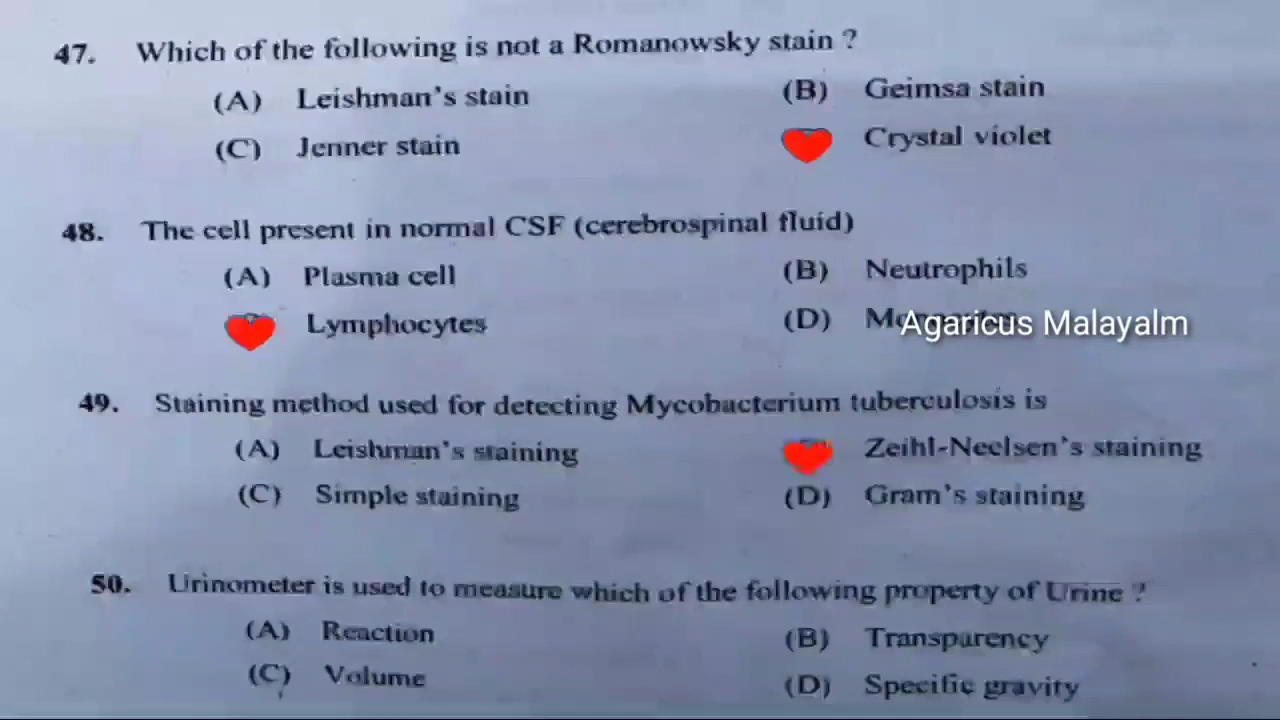 47. Which of the following is not a Romanowsky stain ?
(A) Leishman's stain (B) Geimsa stain
(C) Jenner stain Crystal violet
48. The cell present in normal CSF (cerebrospinal fluid)
(A) Plasma cell (B) Neutrophils
Lymphocytes (D)
Agaricus Malayalm
49. Staining method used for detecting Mycobacterium tuberculosis is
(A) Leishman's staining Zeihl-Neelsen's staining
(C) Simple staining (D) Gram's staining
50. Urinometer is used to measure which of the following property of Urine ?
(A) Reaction (B) Transparency
(C) Volume (D) Specific gravity